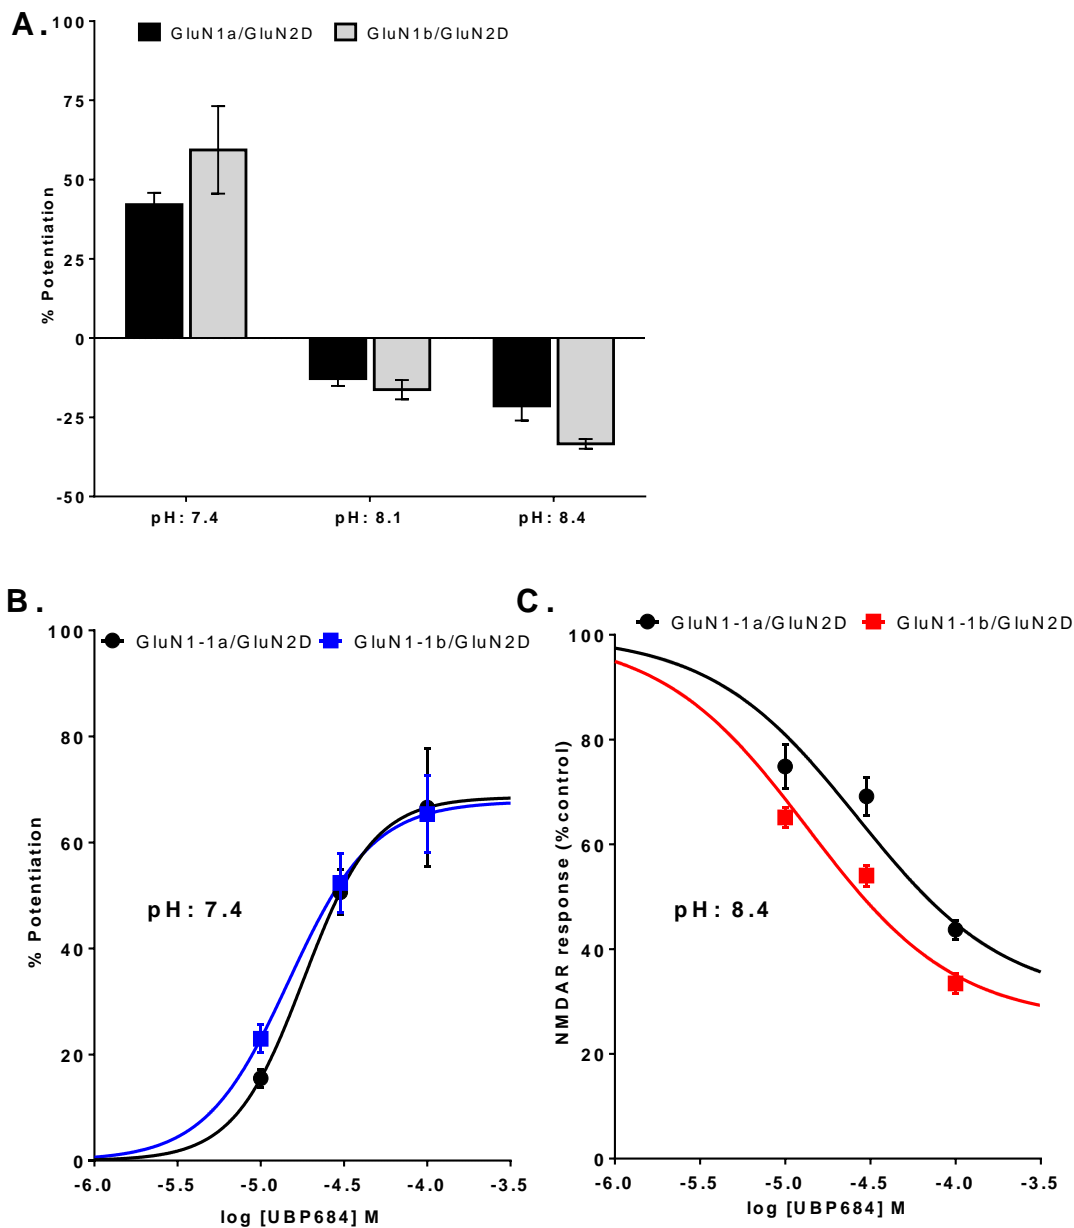 A.
GluN1a/GluN2D GluN1b/GluN2D
% Potentiation
100
75
50
25
0
-25
-50
pH: 7.4 pH: 8.1 pH: 8.4
B.
GluN1-1a/GluN2D GluN1-1b/GluN2D
% Potentiation
100
80
60
40
20
0
pH: 7.4
-6.0 -5.5 -5.0 -4.5 -4.0 -3.5
log [UBP684] M
C.
GluN1-1a/GluN2D GluN1-1b/GluN2D
NMDAR response (%control)
100
80
60
40
20
0
pH: 8.4
-6.0 -5.5 -5.0 -4.5 -4.0 -3.5
log [UBP684] M